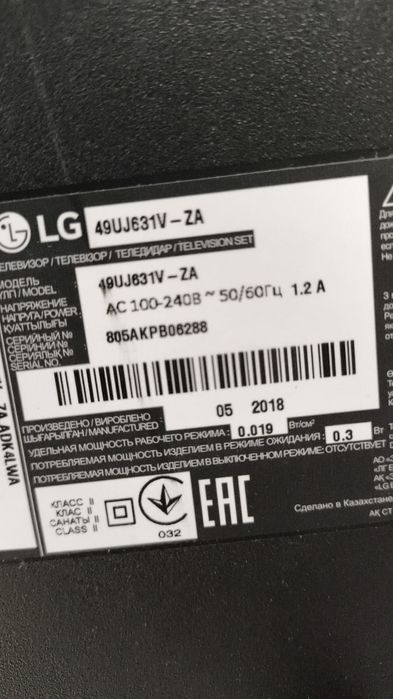 LG 49UJ631V-ZA
ТЕЛЕВИЗОР / ТЕЛЕВІЗОР / ТЕЛЕДИДАР / TELEVISION SET
МОДЕЛЬ
MODEL 49UJ631V-ZA
НАПРЯЖЕНИЕ
НАПРУГА/POWER AC 100-240В ~ 50/60Гц 1.2 A
ҚУАТТЫЛЫҒЫ
СЕРИЙНЫЙ №
СЕРІЙНИЙ № 805AKPB06288
СЕРИЯЛЫҚ №
SERIAL NO.
ПРОИЗВЕДЕНО / ВИРОБЛЕНО
ШЫҒАРЫЛҒАН / MANUFACTURED 05 2018
УДЕЛЬНАЯ МОЩНОСТЬ РАБОЧЕГО РЕЖИМА : 0.019 Вт/см²
ПОТРЕБЛЯЕМАЯ МОЩНОСТЬ ИЗДЕЛИЕМ В РЕЖИМЕ ОЖИДАНИЯ : 0.3 Вт
ПОТРЕБЛЯЕМАЯ МОЩНОСТЬ ИЗДЕЛИЕМ В ВЫКЛЮЧЕННОМ РЕЖИМЕ: ОТСУТСТВУЕТ
КЛАСС II
КЛАС II
САНАТЫ II
CLASS II
032
EAC
Сделано в Казахстане